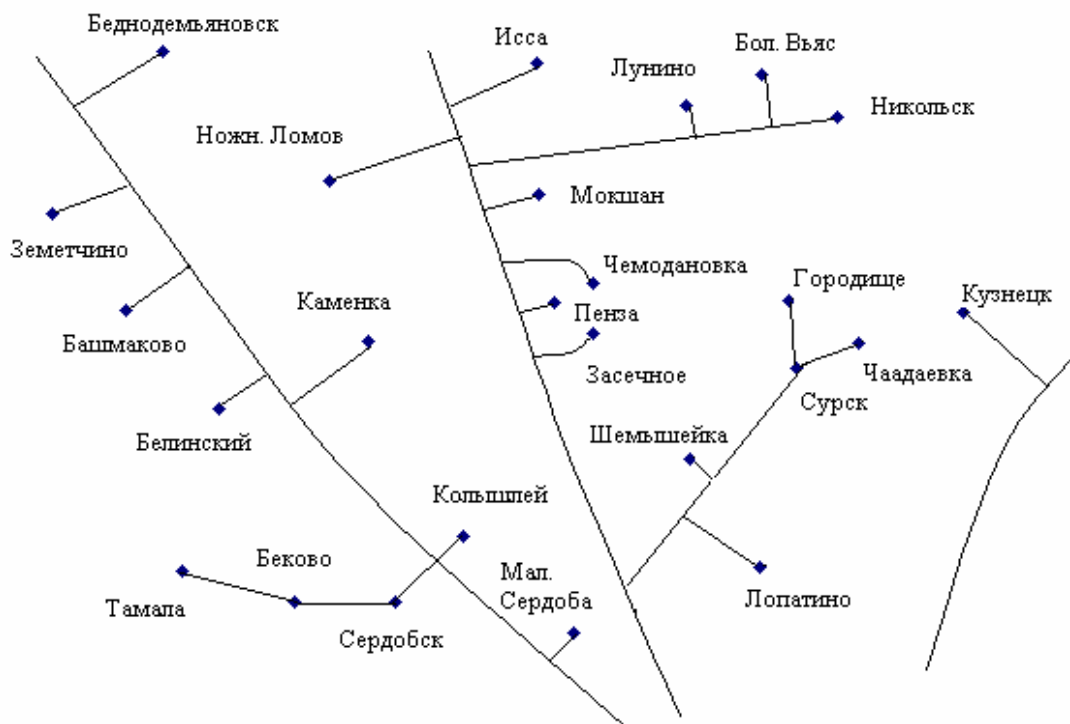 Беднодемьяновск
Исса
Бол. Вьяс
Лунино
Никольск
Ножн. Ломов
Мокшан
Земетчино
Чемодановка
Городище
Кузнецк
Каменка
Пенза
Башмаково
Засечное
Чаадаевка
Сурск
Белинский
Шемышейка
Колышлей
Беково
Мал.
Сердоба
Тамала
Лопатино
Сердобск